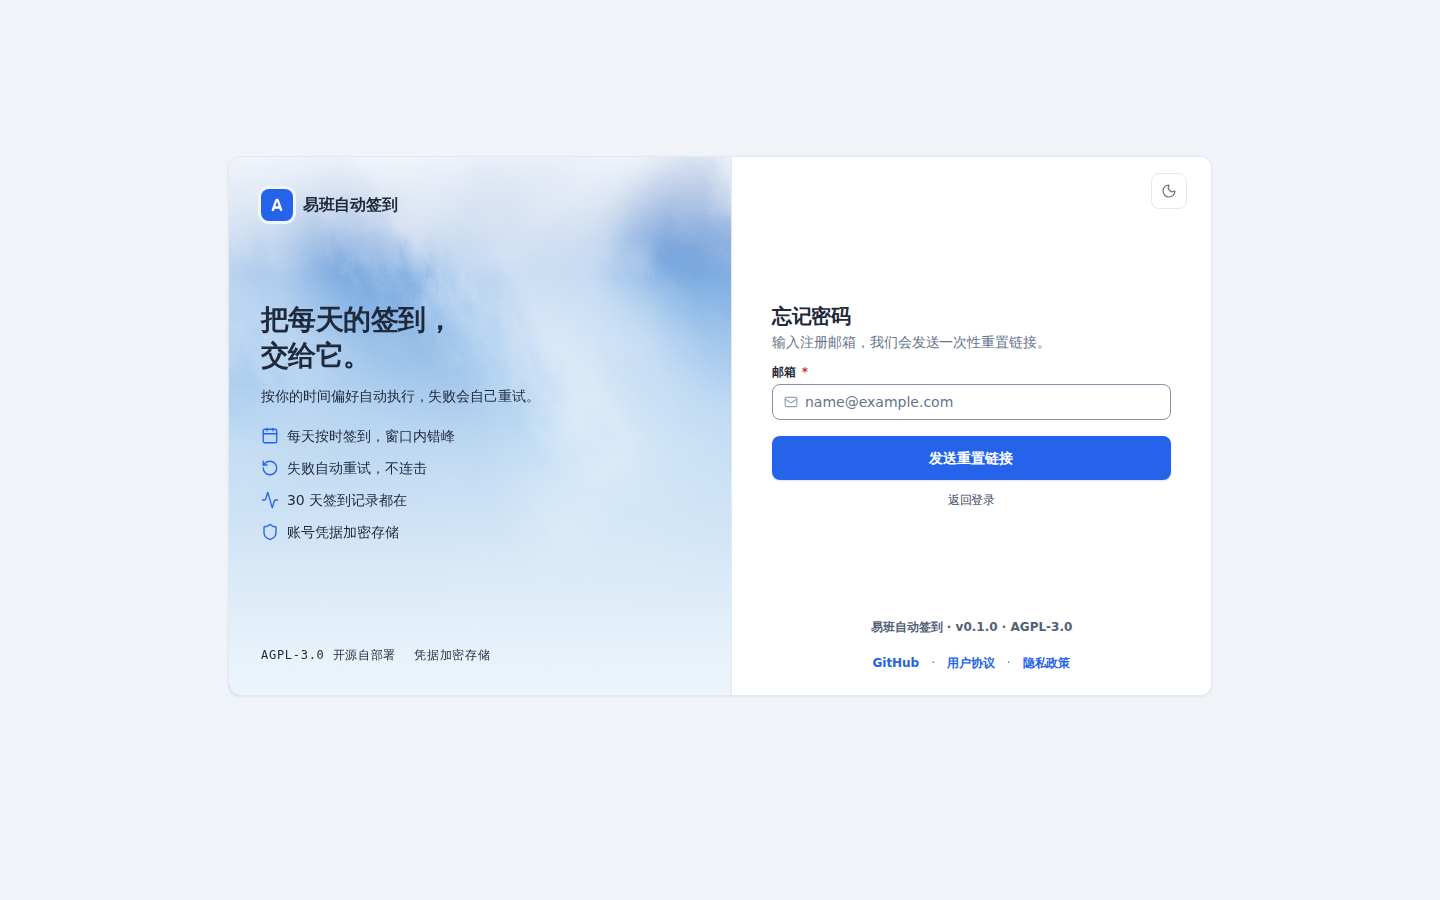 易班自动签到
把每天的签到，
交给它。
按你的时间偏好自动执行，失败会自己重试。
每天按时签到，窗口内错峰
失败自动重试，不连击
30 天签到记录都在
账号凭据加密存储
AGPL-3.0 开源自部署 凭据加密存储
忘记密码
输入注册邮箱，我们会发送一次性重置链接。
邮箱 *
name@example.com
发送重置链接
返回登录
易班自动签到 · v0.1.0 · AGPL-3.0
GitHub · 用户协议 · 隐私政策